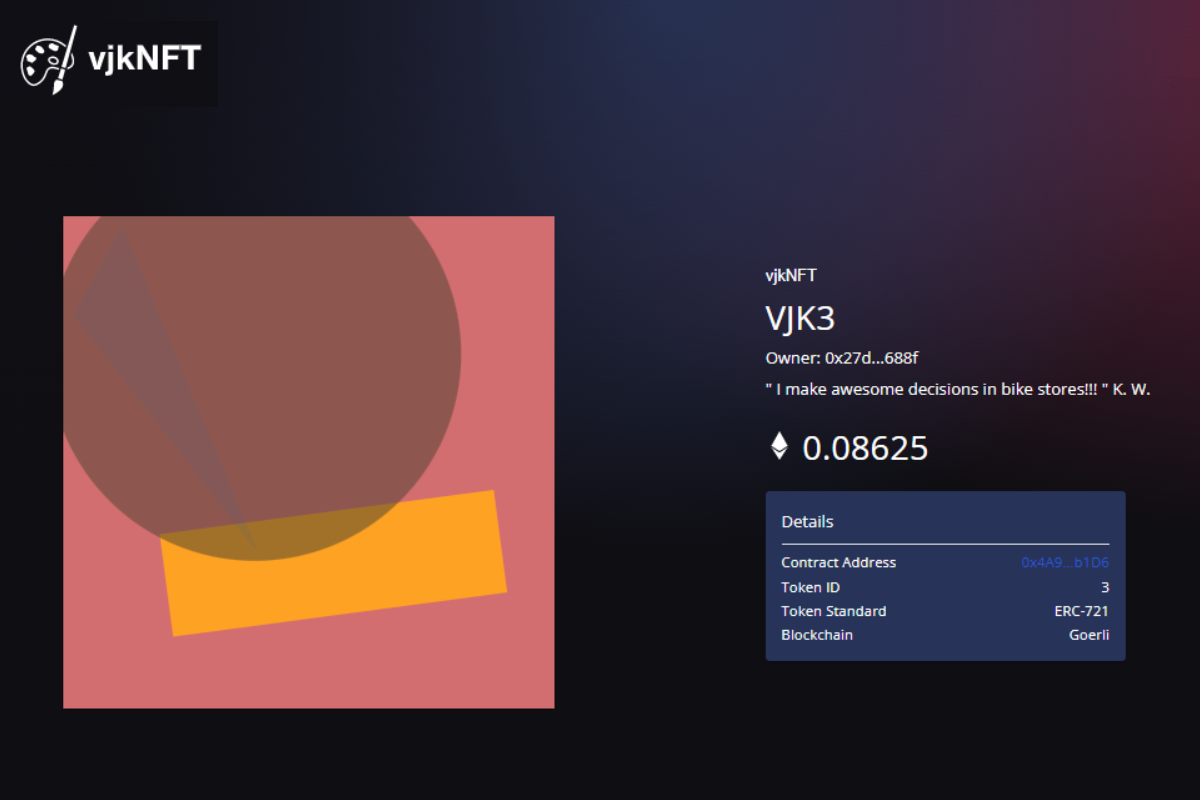 vjkNFT
vjkNFT
VJK3
Owner: 0x27d...688f
" I make awesome decisions in bike stores!!! " K. W.
0.08625
Details
Contract Address 0x4A9...b1D6
Token ID 3
Token Standard ERC-721
Blockchain Goerli